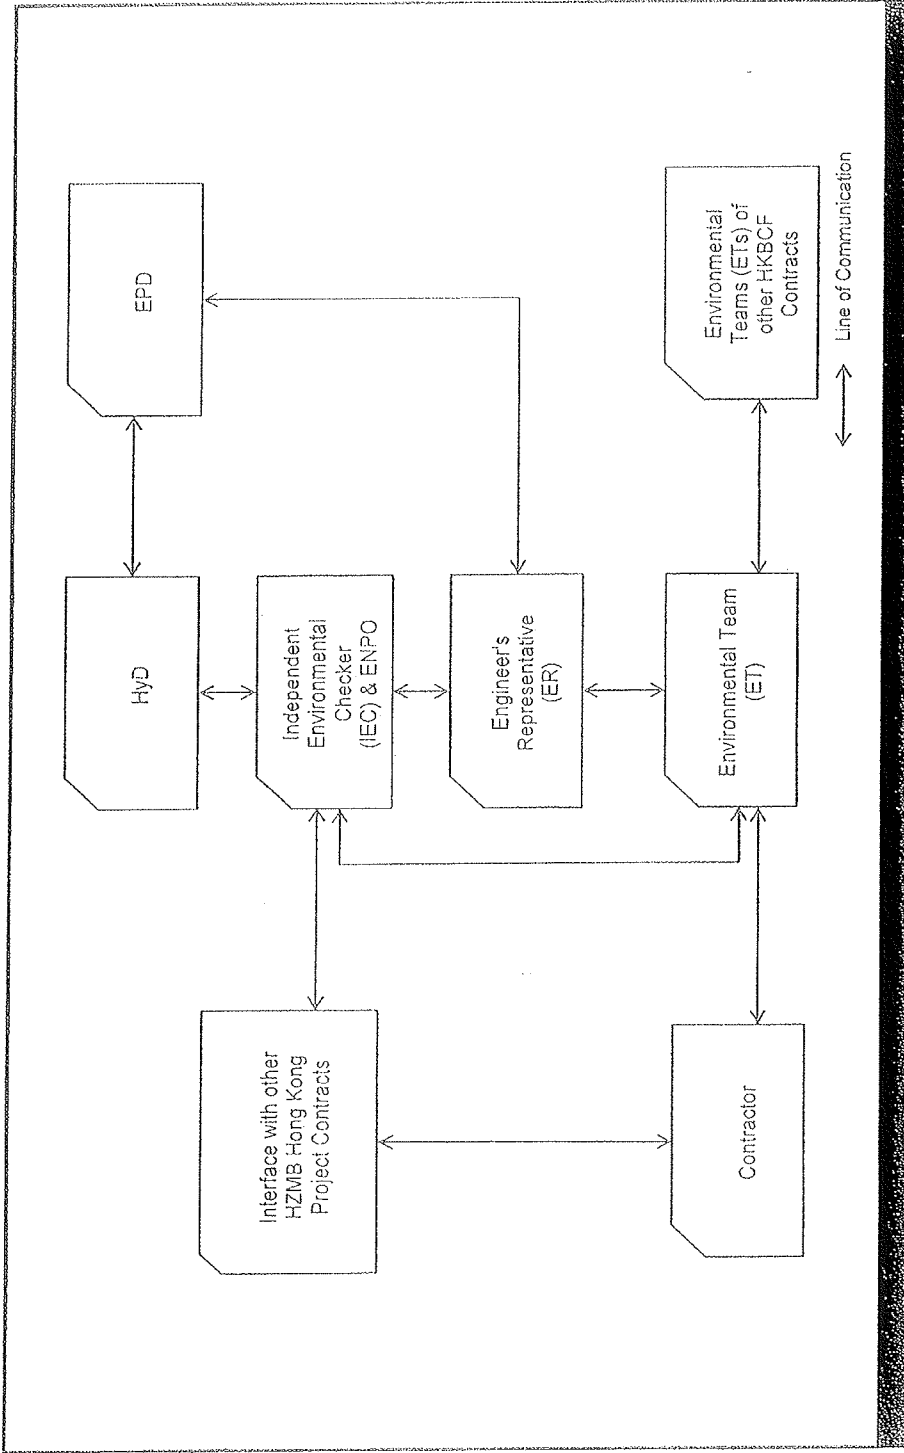 HyD
EPD
Interface with other
HZMB Hong Kong
Project Contracts
Independent
Environmental
Checker
(IEC) & ENPO
Engineer's
Representative
(ER)
Contractor
Environmental Team
(ET)
Environmental
Teams (ETs) of
other HKBCF
Contracts
Line of Communication